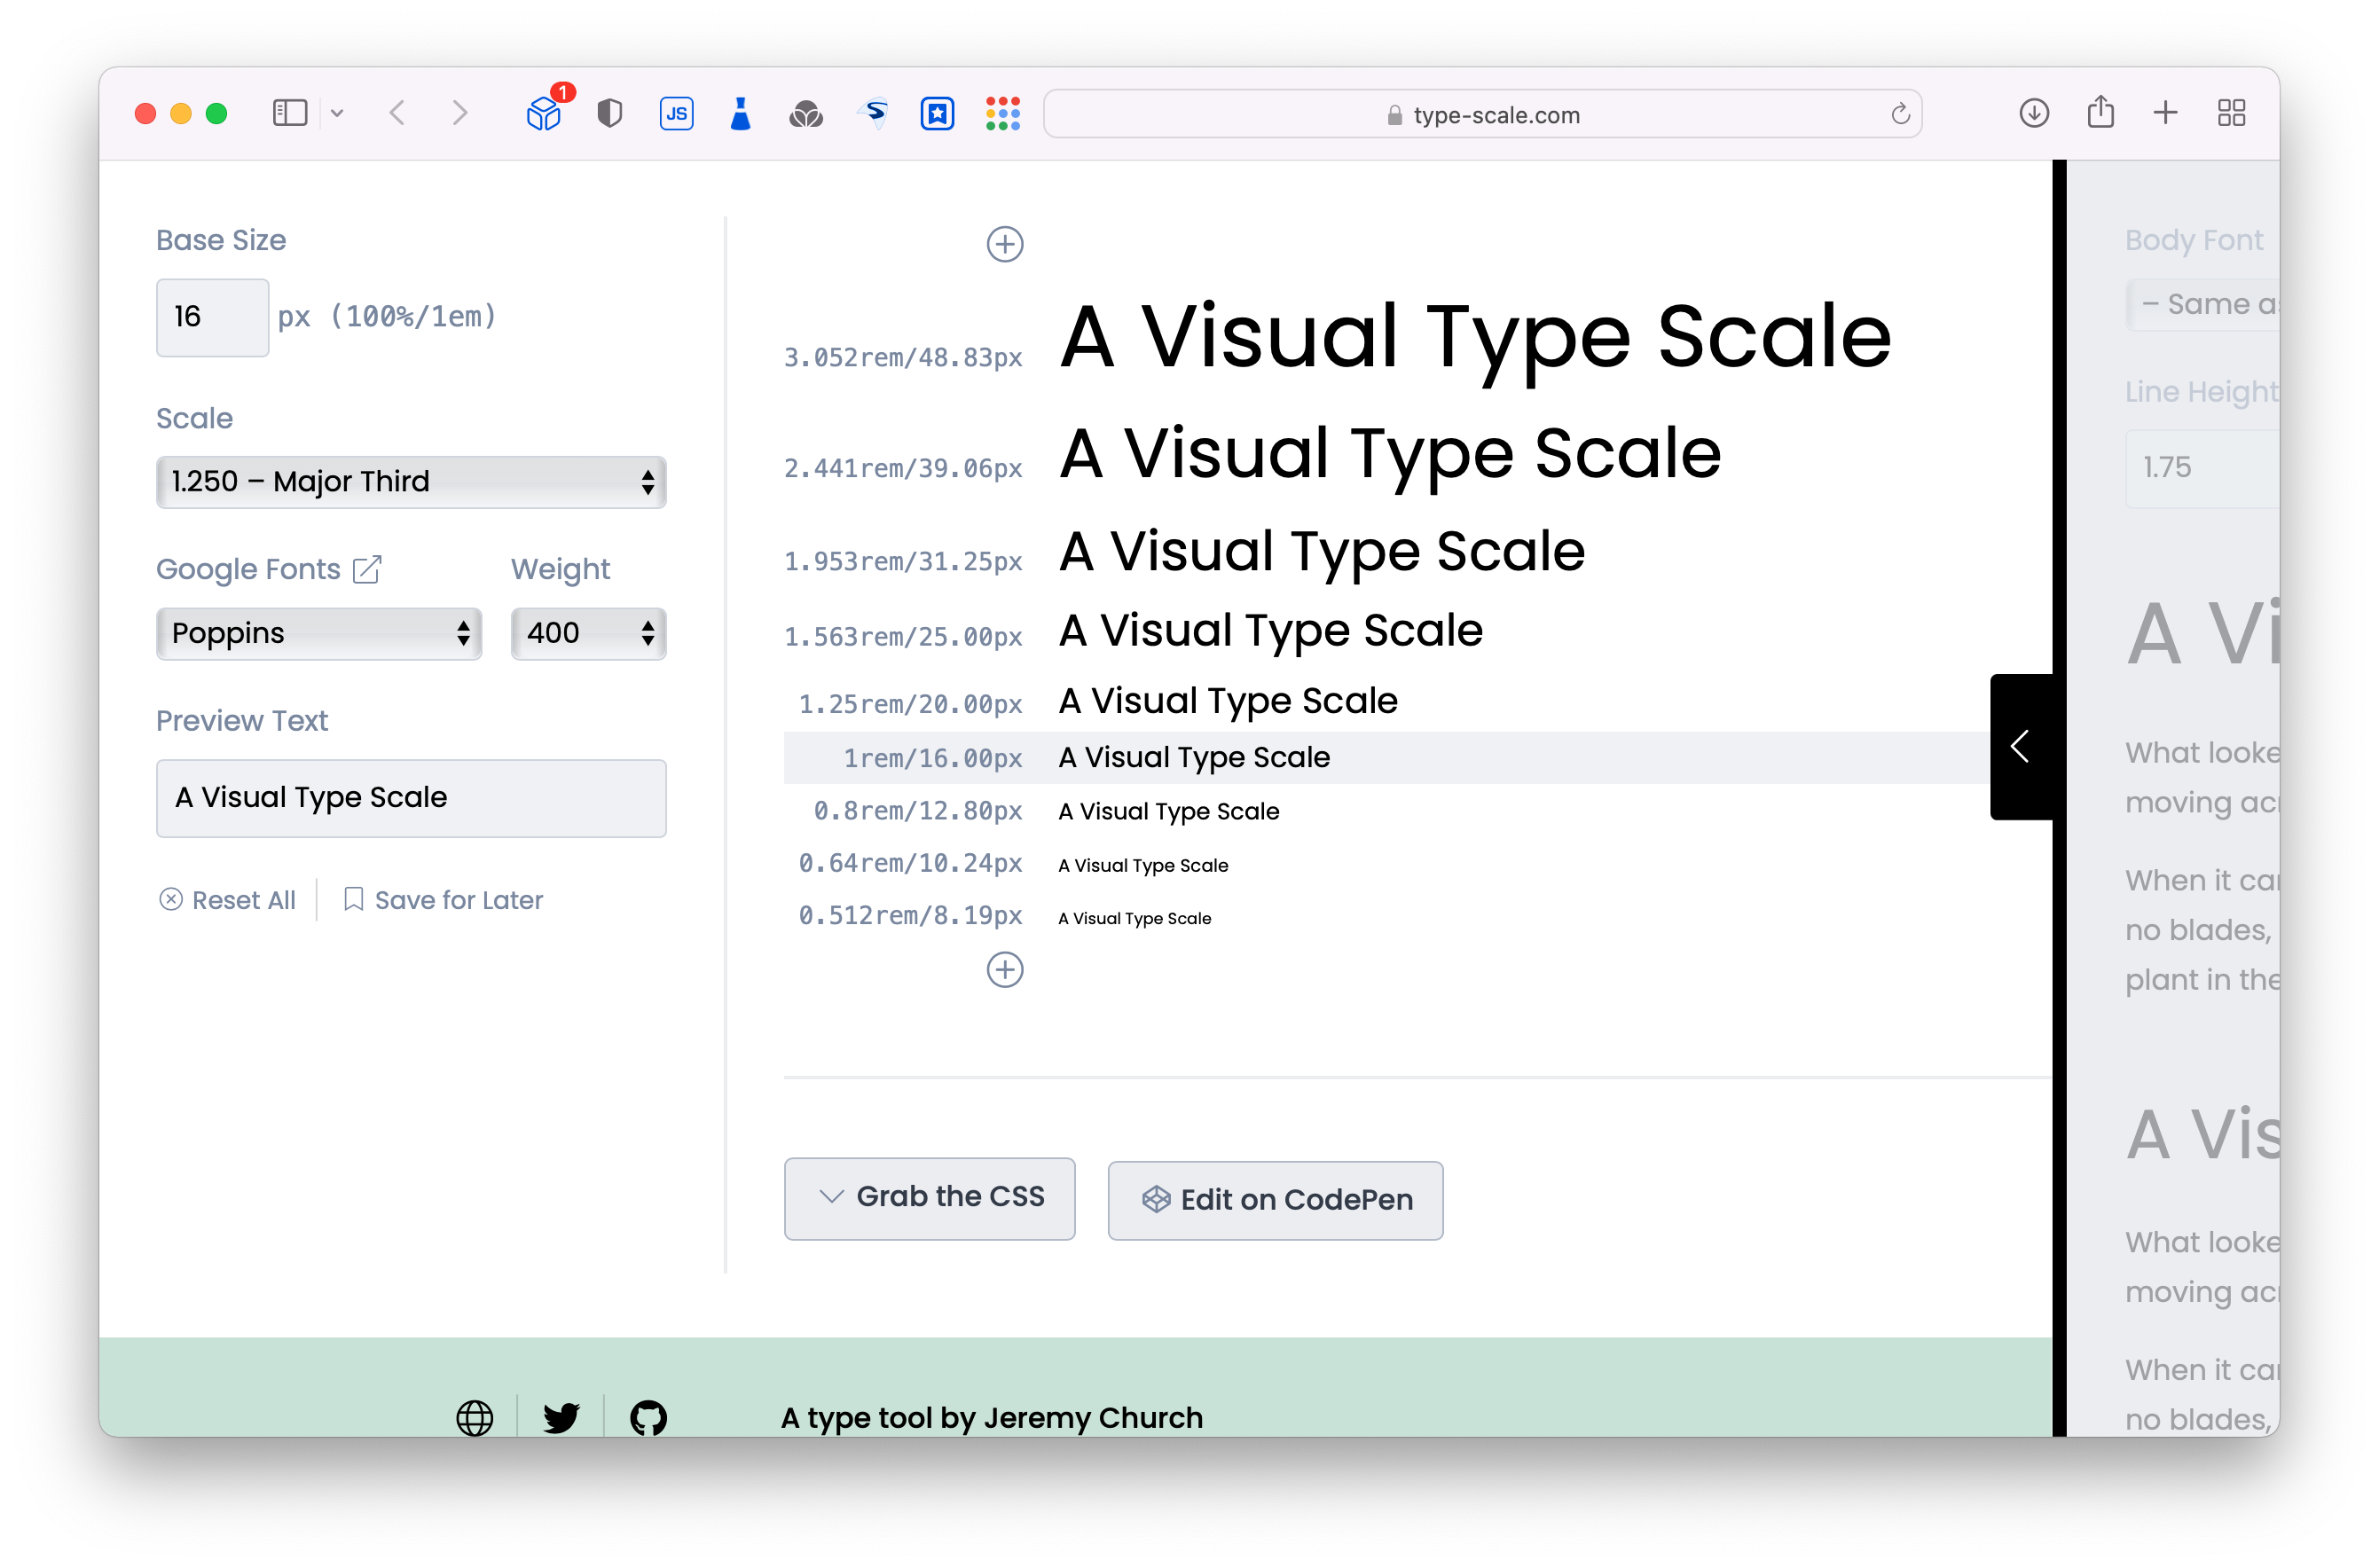 1
JS
type-scale.com
Base Size
16
px (100%/1em)
Scale
1.250 – Major Third
Google Fonts
Weight
Poppins
400
Preview Text
A Visual Type Scale
Reset All
Save for Later
3.052rem/48.83px A Visual Type Scale
2.441rem/39.06px A Visual Type Scale
1.953rem/31.25px A Visual Type Scale
1.563rem/25.00px A Visual Type Scale
1.25rem/20.00px A Visual Type Scale
1rem/16.00px A Visual Type Scale
0.8rem/12.80px A Visual Type Scale
0.64rem/10.24px A Visual Type Scale
0.512rem/8.19px A Visual Type Scale
Grab the CSS
Edit on CodePen
A type tool by Jeremy Church
Body Font
– Same as
Line Height
1.75
A Vi
What looke
moving acr
When it car
no blades,
plant in the
A Vis
What looke
moving acr
When it car
no blades,